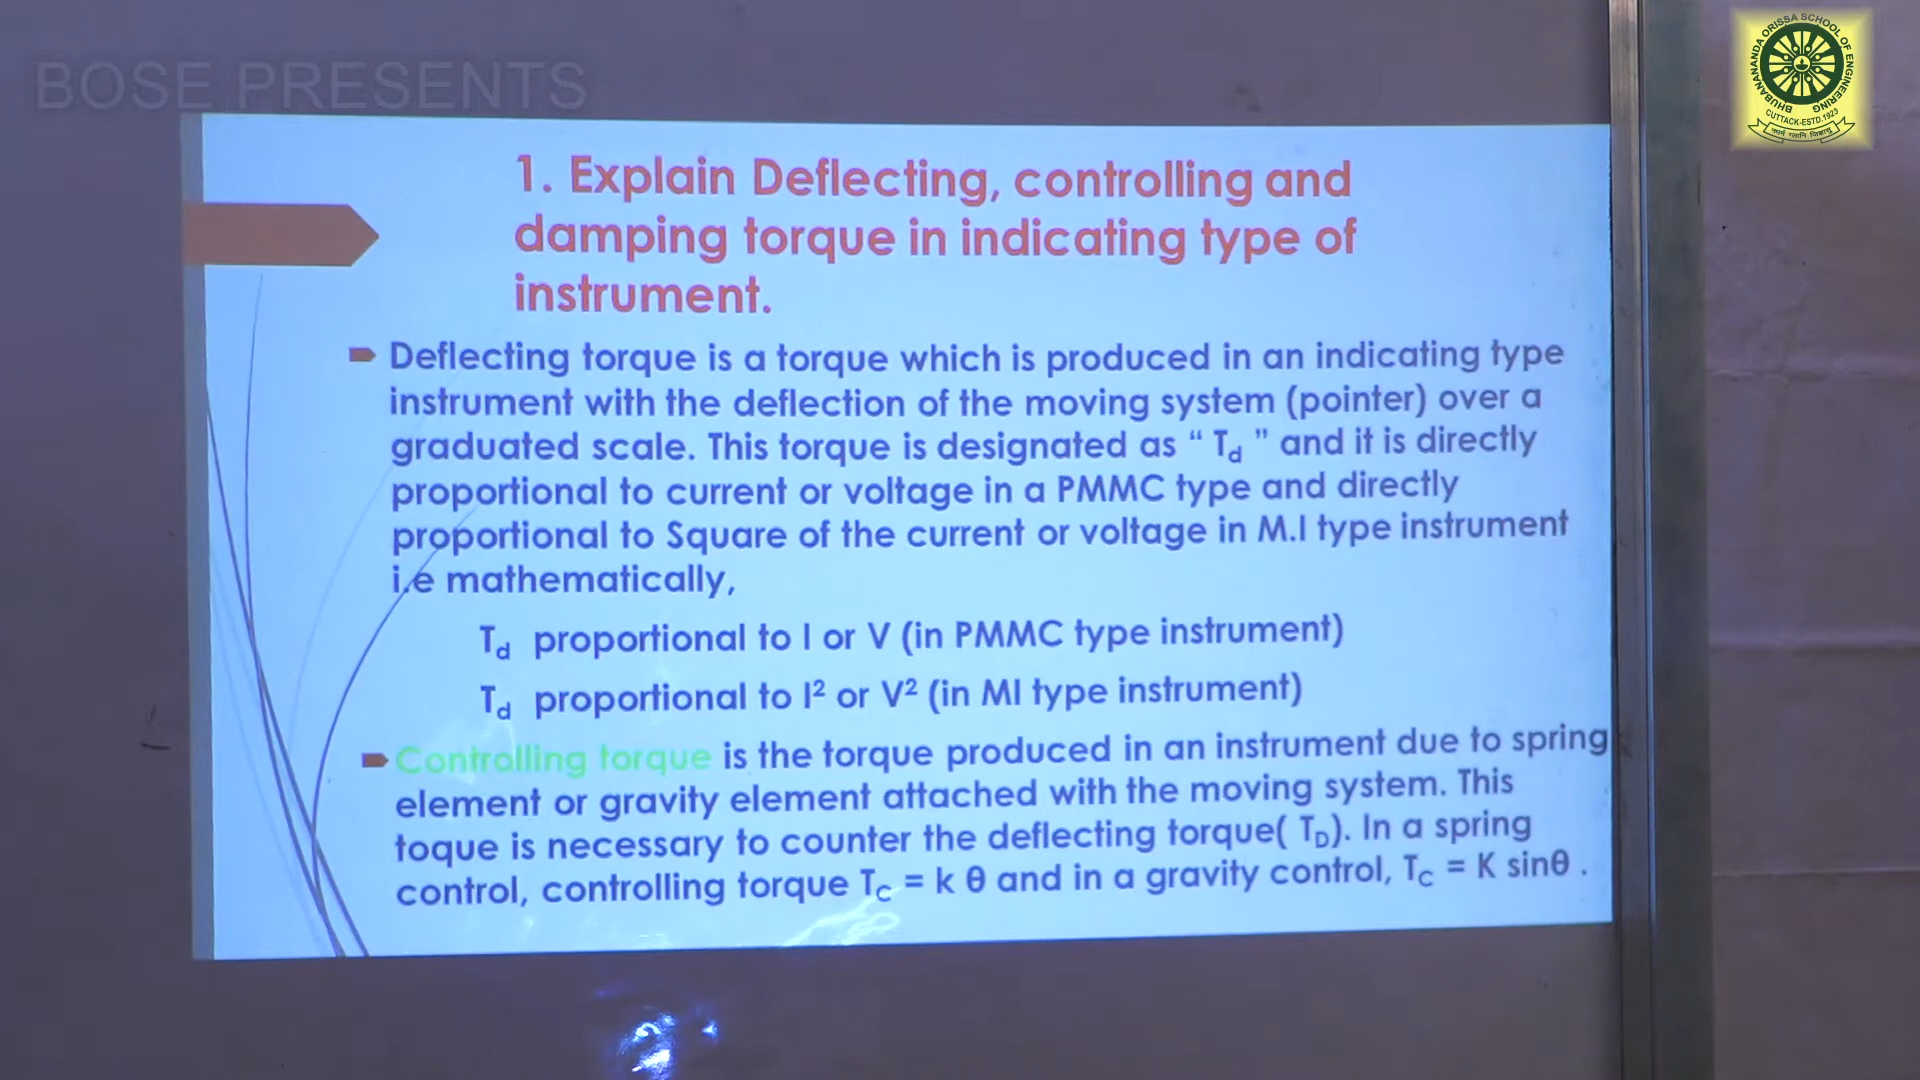 BOSE PRESENTS
BHUBANANANDA ORISSA SCHOOL OF ENGINEERING
CUTTACK-ESTD.1923
1. Explain Deflecting, controlling and
damping torque in indicating type of
instrument.
Deflecting torque is a torque which is produced in an indicating type
instrument with the deflection of the moving system (pointer) over a
graduated scale. This torque is designated as “ Td ” and it is directly
proportional to current or voltage in a PMMC type and directly
proportional to Square of the current or voltage in M.I type instrument
i.e mathematically,
Td proportional to I or V (in PMMC type instrument)
Td proportional to I² or V² (in MI type instrument)
Controlling torque is the torque produced in an instrument due to spring
element or gravity element attached with the moving system. This
toque is necessary to counter the deflecting torque( TD). In a spring
control, controlling torque TC = k θ and in a gravity control, TC = K sinθ .